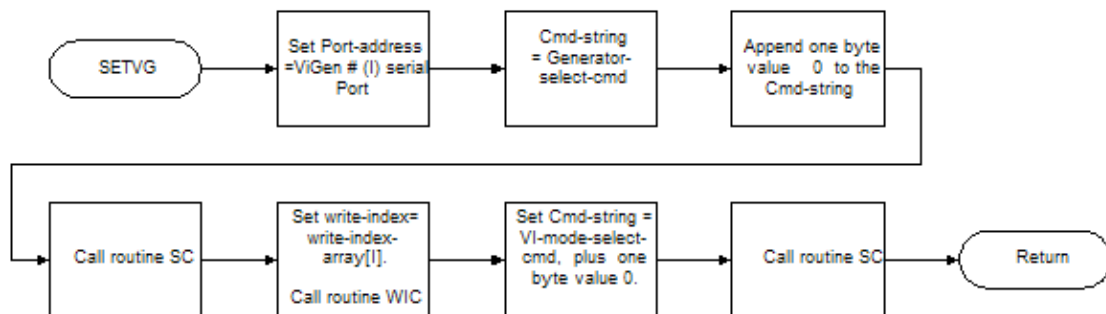 SETVG
Set Port-address
=ViGen # (I) serial
Port
Cmd-string
= Generator-
select-cmd
Append one byte
value 0 to the
Cmd-string
Call routine SC
Set write-index=
write-index-
array[I].
Call routine WIC
Set Cmd-string =
VI-mode-select-
cmd, plus one
byte value 0.
Call routine SC
Return